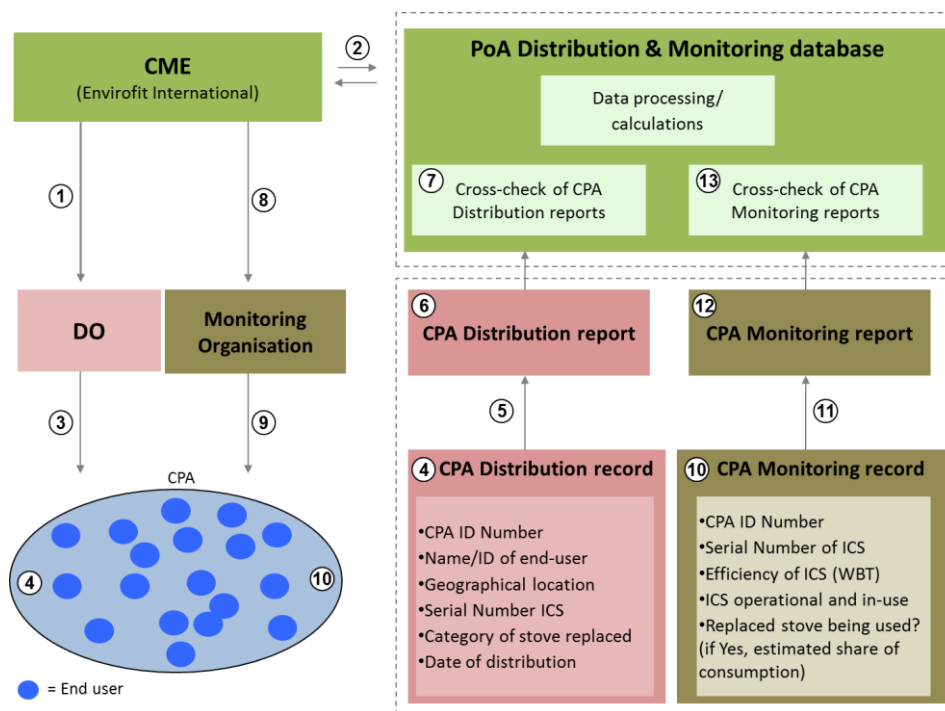 CME
(Envirofit International)
2
PoA Distribution & Monitoring database
Data processing/
calculations
7
Cross-check of CPA
Distribution reports
13
Cross-check of CPA
Monitoring reports
1
8
DO
Monitoring
Organisation
6
CPA Distribution report
12
CPA Monitoring report
3
9
5
11
CPA
4
10
= End user
4
CPA Distribution record
•CPA ID Number
•Name/ID of end-user
•Geographical location
•Serial Number ICS
•Category of stove replaced
•Date of distribution
10
CPA Monitoring record
•CPA ID Number
•Serial Number of ICS
•Efficiency of ICS (WBT)
•ICS operational and in-use
•Replaced stove being used?
(if Yes, estimated share of
consumption)